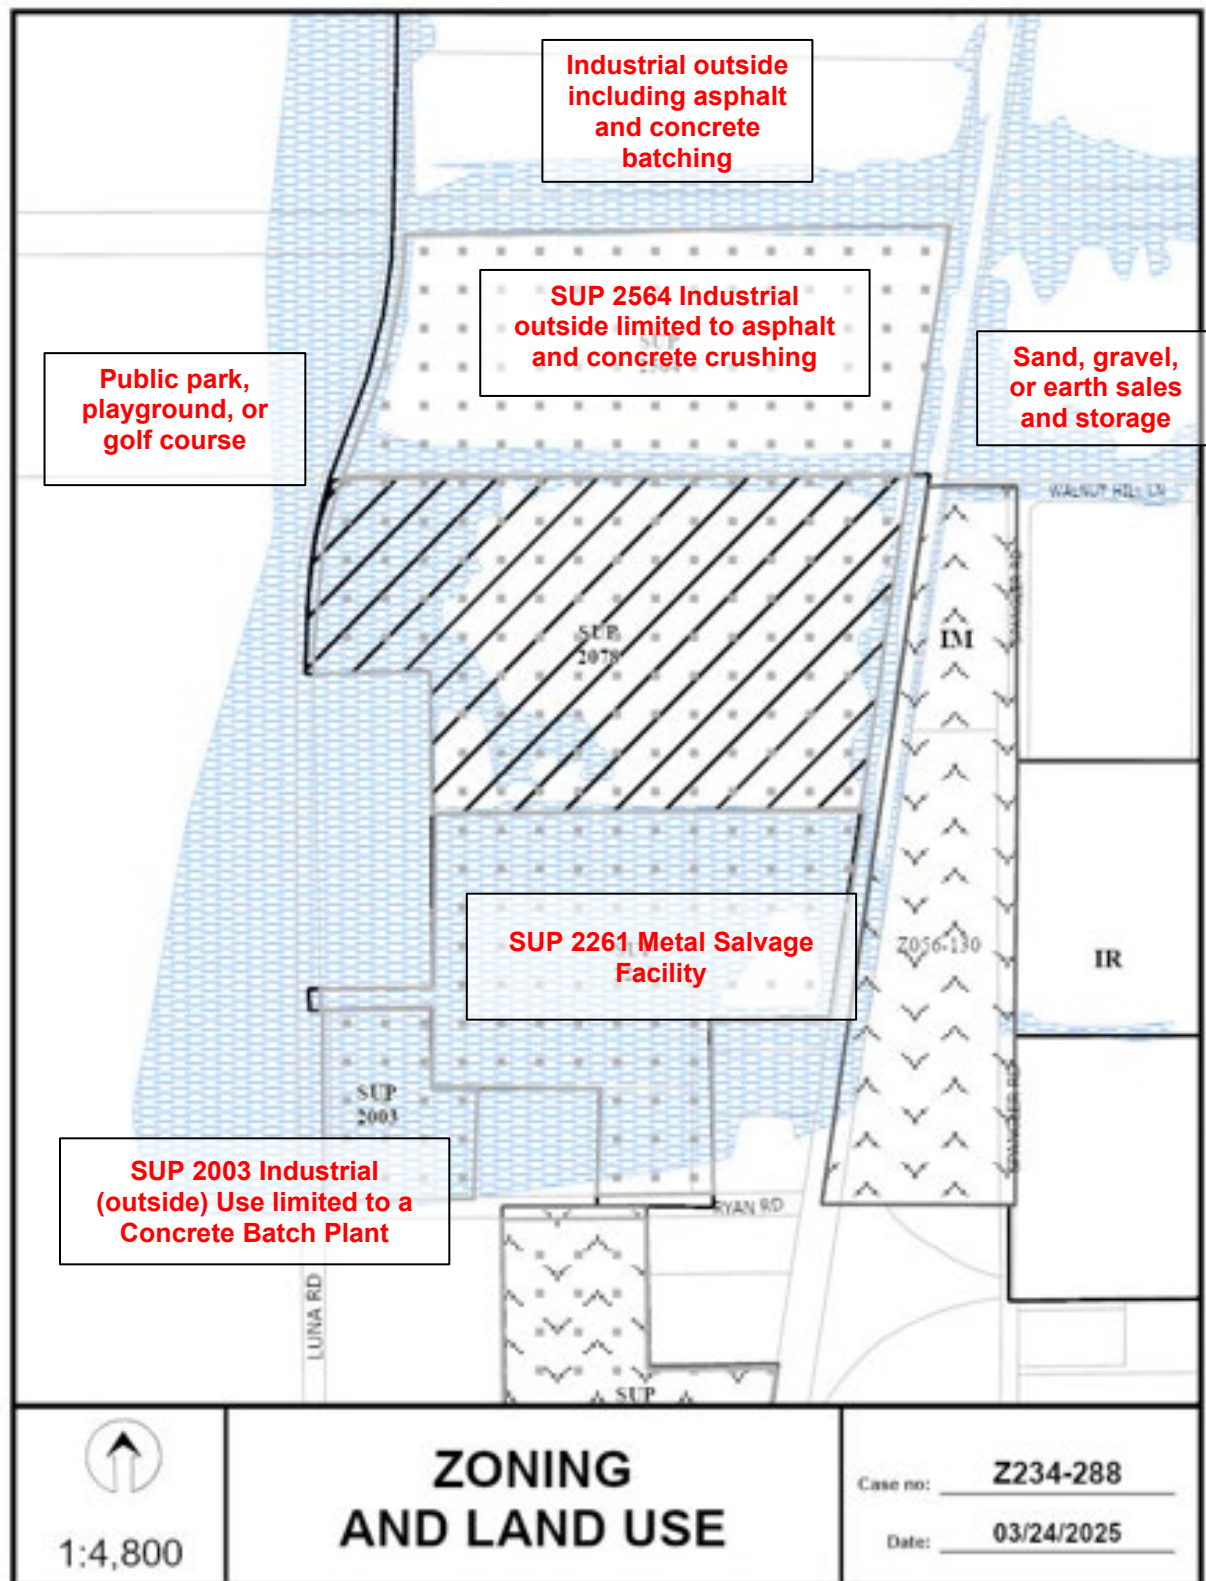 Industrial outside
including asphalt
and concrete
batching
SUP 2564 Industrial
outside limited to asphalt
and concrete crushing
Public park,
playground, or
golf course
Sand, gravel,
or earth sales
and storage
WALNUT HILL LN
SUP
2078
IM
SUP 2261 Metal Salvage
Facility
Z056-130
IR
SUP
2003
SPANGLER RD
SUP 2003 Industrial
(outside) Use limited to a
Concrete Batch Plant
RYAN RD
LUNA RD
SUP
1:4,800
ZONING
AND LAND USE
Case no: Z234-288
Date: 03/24/2025